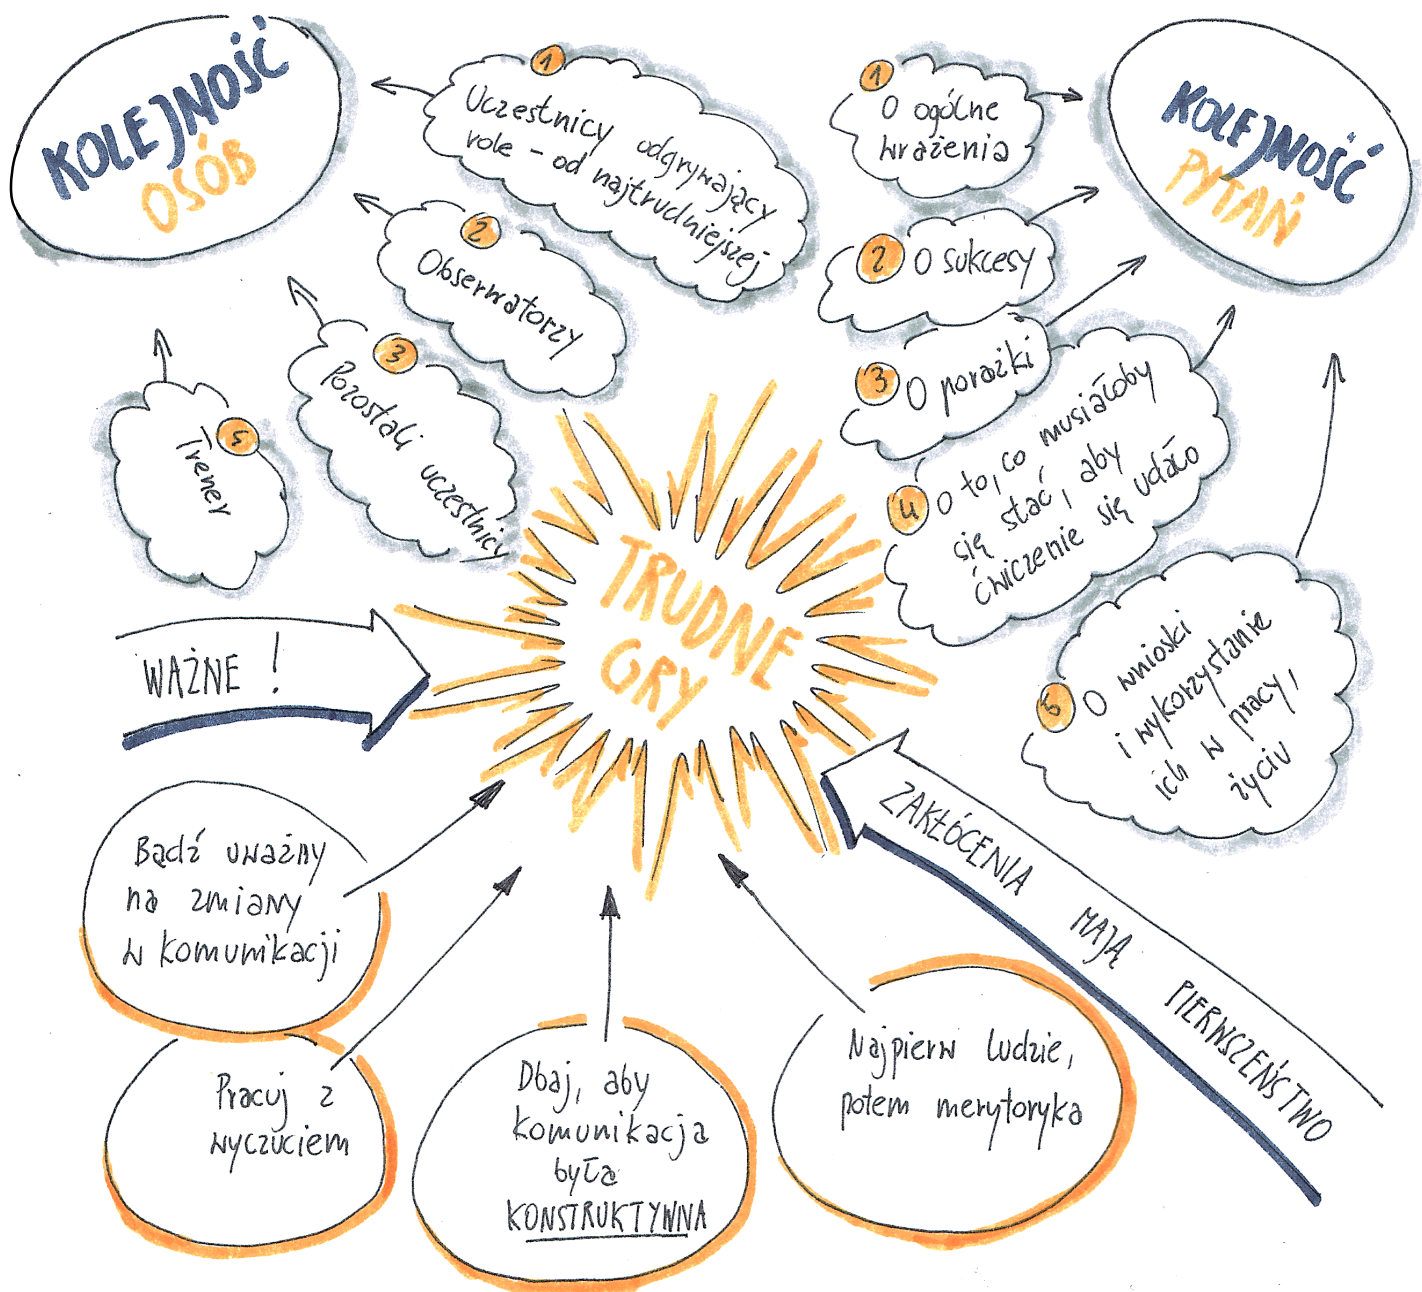 KOLEJNOŚĆ
OSÓB
1
Uczestnicy odgrywający
role - od najtrudniejszej
2
Obserwatorzy
3
Pozostali uczestnicy
Trener
KOLEJNOŚĆ
PYTAŃ
1
O ogólne
wrażenia
2 O sukcesy
3 O porażki
4 O to, co musiałoby
się stać, aby
ćwiczenie się udało
5 O wnioski
i wykorzystanie
ich w pracy,
życiu
TRUDNE
GRY
WAŻNE !
ZAKŁÓCENIA MAJĄ PIERWSZEŃSTWO
Bądź uważny
na zmiany
w komunikacji
Pracuj z
wyczuciem
Dbaj, aby
komunikacja
była
KONSTRUKTYWNA
Najpierw ludzie,
potem merytoryka